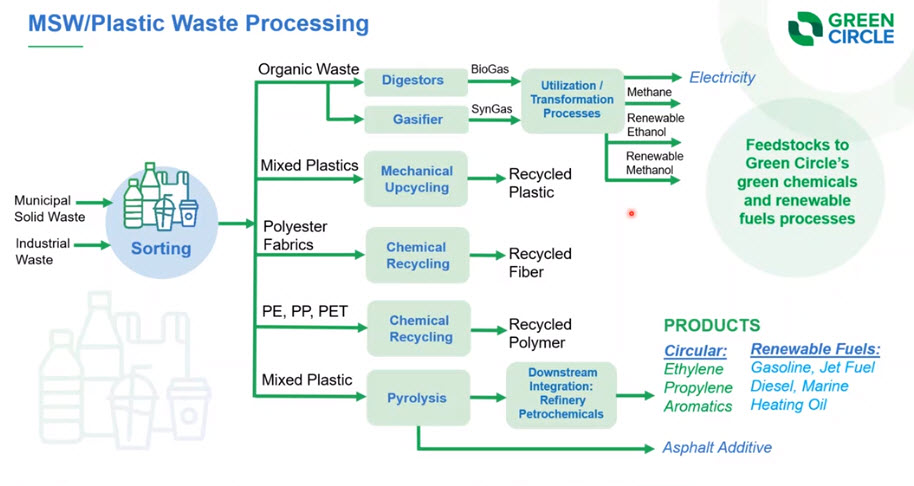 MSW/Plastic Waste Processing
GREEN
CIRCLE
Organic Waste
Digestors
BioGas
Gasifier
SynGas
Utilization /
Transformation
Processes
Electricity
Methane
Renewable
Ethanol
Renewable
Methanol
Feedstocks to
Green Circle's
green chemicals
and renewable
fuels processes
Mixed Plastics
Mechanical
Upcycling
Recycled
Plastic
Municipal
Solid Waste
Industrial
Waste
Sorting
Polyester
Fabrics
Chemical
Recycling
Recycled
Fiber
PE, PP, PET
Chemical
Recycling
Recycled
Polymer
Mixed Plastic
Pyrolysis
Downstream
Integration:
Refinery
Petrochemicals
PRODUCTS
Circular:
Ethylene
Propylene
Aromatics
Renewable Fuels:
Gasoline, Jet Fuel
Diesel, Marine
Heating Oil
Asphalt Additive